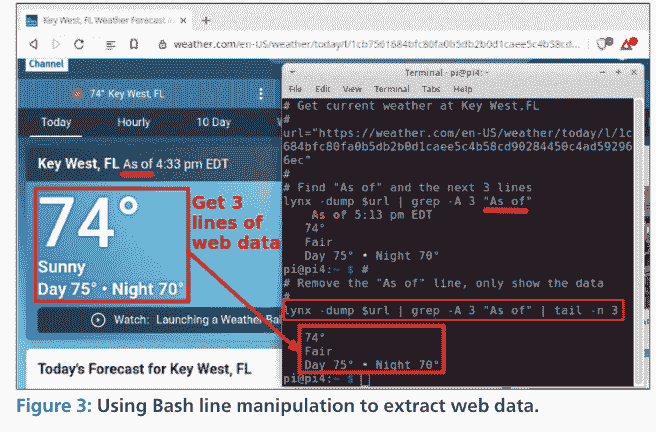 Key West, FL Weather Forecast
weather.com/en-US/weather/today/l/1cb7561684bfc80fa0b5db2b0d1caee5c4b58cd...
Channel
74° Key West, FL
Today Hourly 10 Day
Key West, FL As of 4:33 pm EDT
74°
Sunny
Day 75° • Night 70°
Watch: Launching a Weather Bal
Today's Forecast for Key West, FL
Get 3
lines of
web data
Terminal - pi@pi4: ~
File Edit View Terminal Tabs Help
# Get current weather at Key West,FL
#
url="https://weather.com/en-US/weather/today/l/1c
684bfc80fa0b5db2b0d1caee5c4b58cd90284450c4ad59296
6ec"
#
# Find "As of" and the next 3 lines
lynx -dump $url | grep -A 3 "As of"
As of 5:13 pm EDT
74°
Fair
Day 75° • Night 70°
pi@pi4:~ $ #
# Remove the "As of" line, only show the data
#
lynx -dump $url | grep -A 3 "As of" | tail -n 3
74°
Fair
Day 75° • Night 70°
pi@pi4:~ $
Figure 3: Using Bash line manipulation to extract web data.